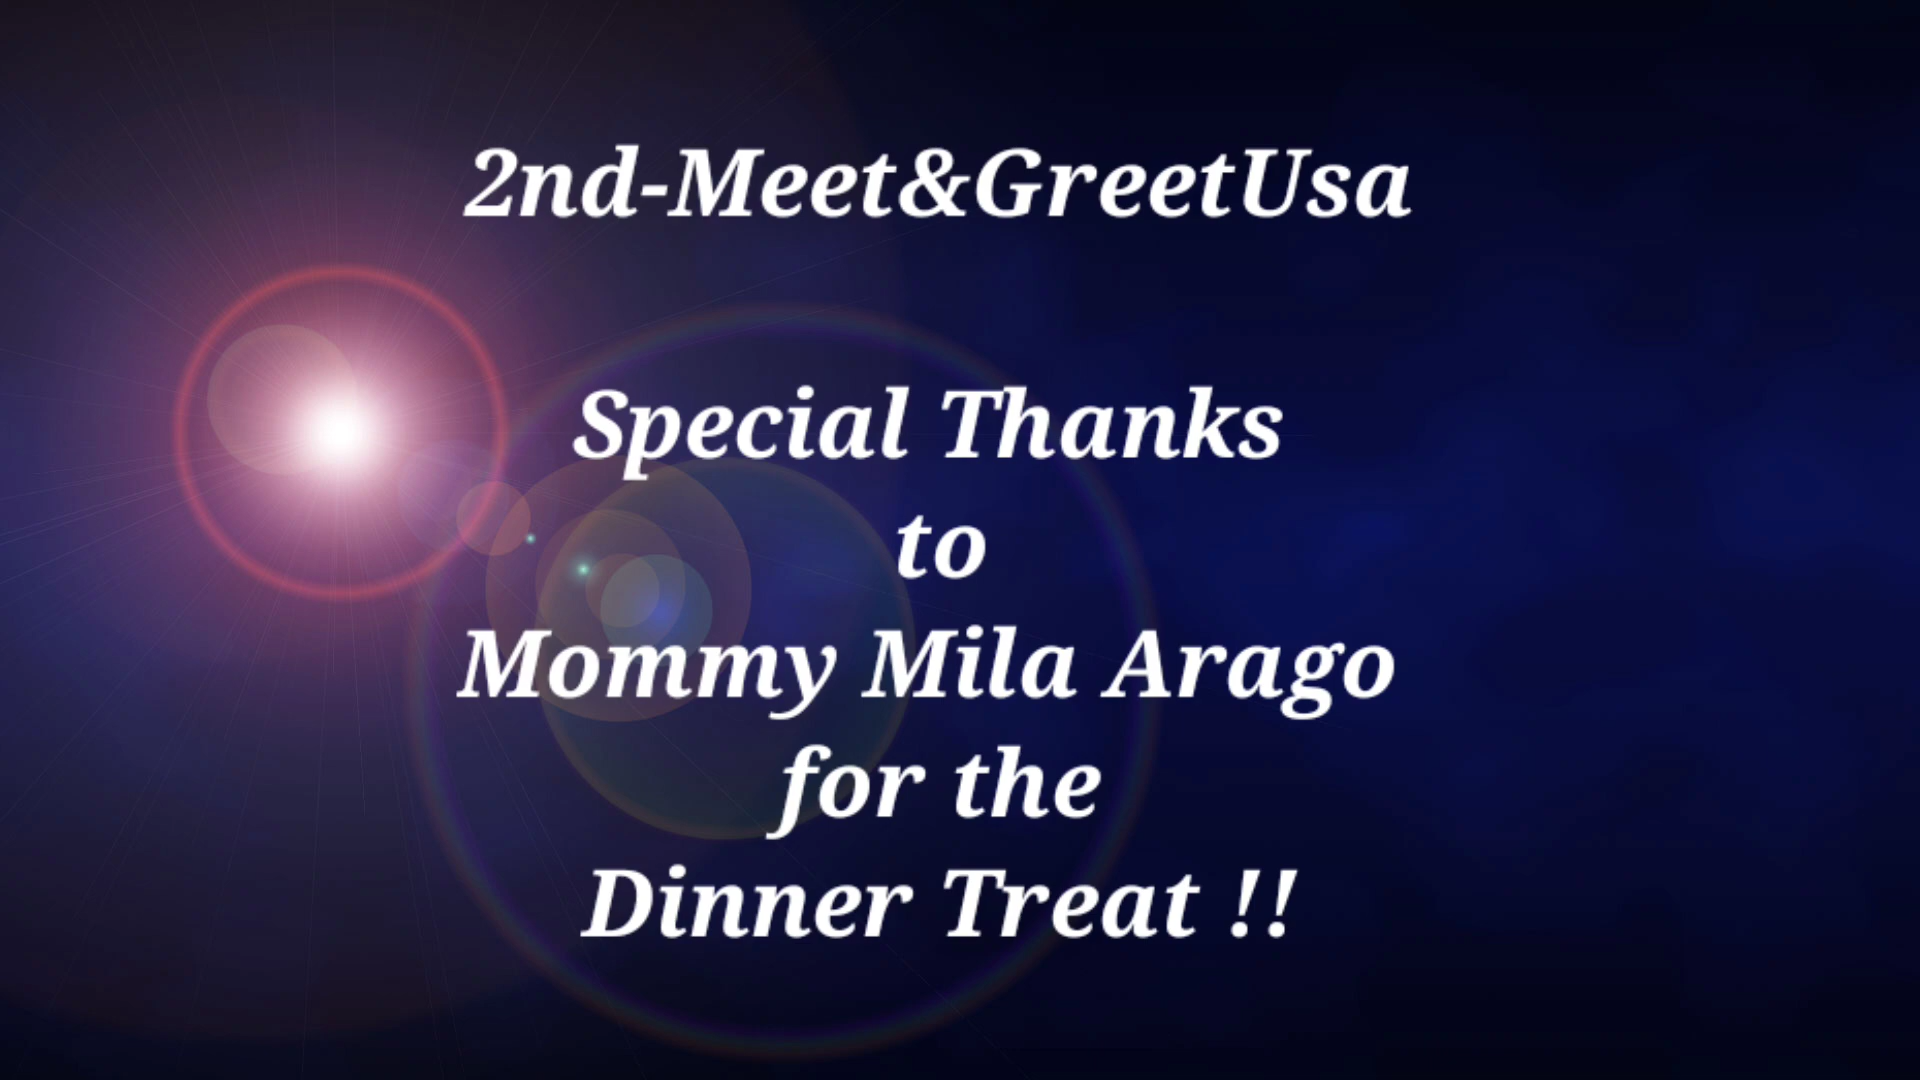 2nd-Meet&GreetUsa
Special Thanks
to
Mommy Mila Arago
for the
Dinner Treat !!